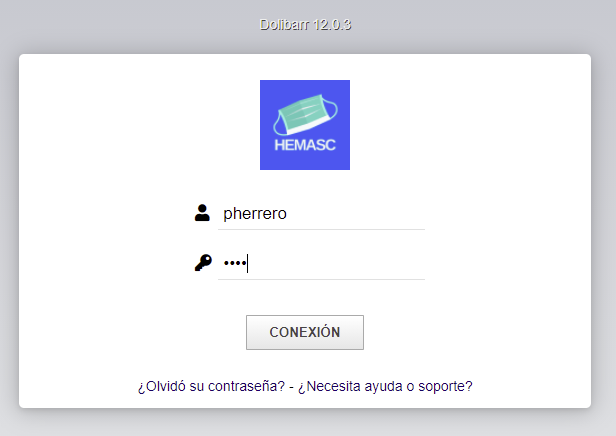 Dolibarr 12.0.3
HEMASC
pherrero
••••
CONEXIÓN
¿Olvidó su contraseña? - ¿Necesita ayuda o soporte?